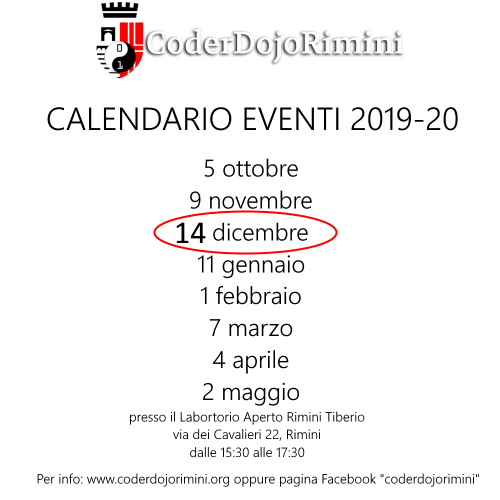 0
1
CoderDojoRimini
CALENDARIO EVENTI 2019-20
5 ottobre
9 novembre
14 dicembre
11 gennaio
1 febbraio
7 marzo
4 aprile
2 maggio
presso il Labortorio Aperto Rimini Tiberio
via dei Cavalieri 22, Rimini
dalle 15:30 alle 17:30
Per info: www.coderdojorimini.org oppure pagina Facebook "coderdojorimini"